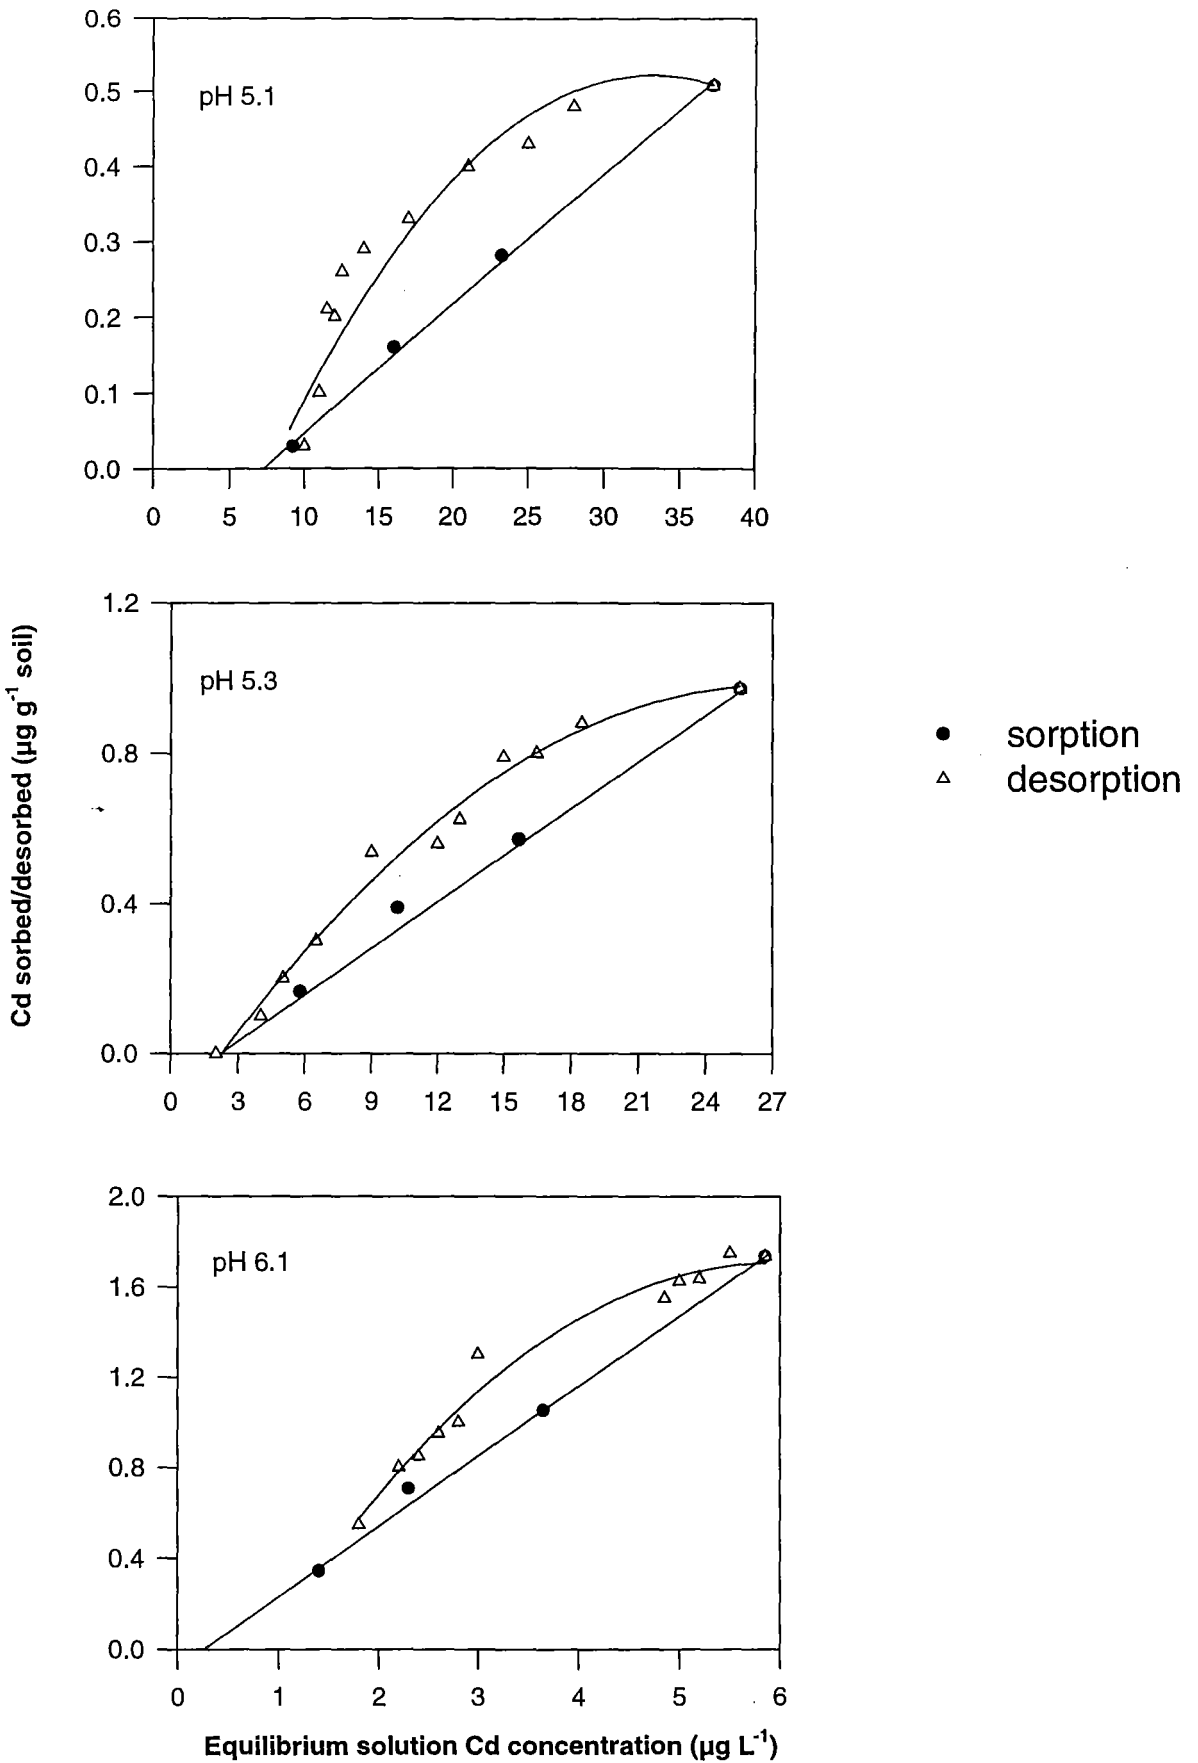 0.6
0.5
0.4
0.3
0.2
0.1
0.0
pH 5.1
0 5 10 15 20 25 30 35 40
1.2
0.8
0.4
0.0
pH 5.3
0 3 6 9 12 15 18 21 24 27
Cd sorbed/desorbed (µg g⁻¹ soil)
sorption
desorption
2.0
1.6
1.2
0.8
0.4
0.0
pH 6.1
0 1 2 3 4 5 6
Equilibrium solution Cd concentration (µg L⁻¹)